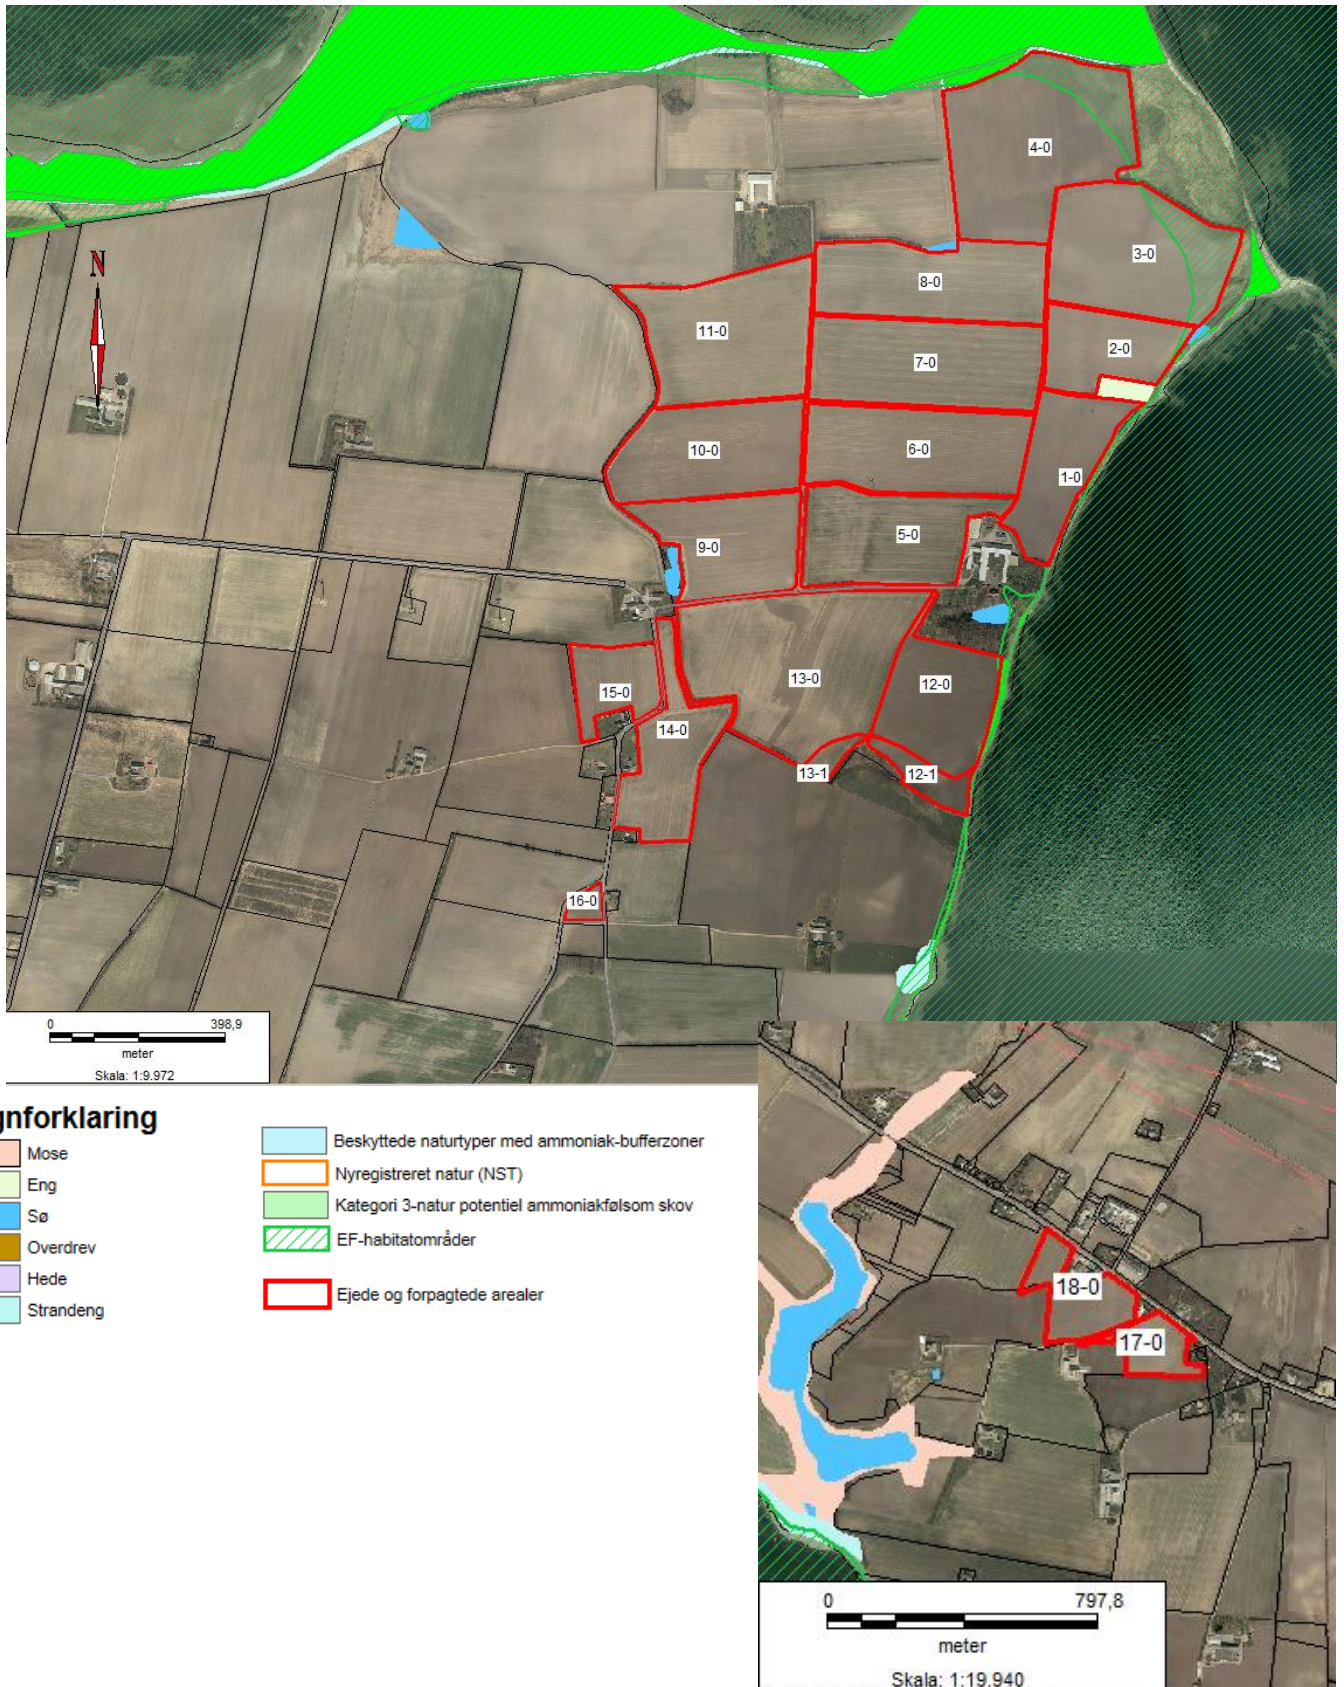 4-0
3-0
N
8-0
11-0
2-0
7-0
10-0
6-0
1-0
5-0
9-0
13-0
12-0
15-0
14-0
13-1
12-1
16-0
0 398,9
meter
Skala: 1:9.972
gnforklaring
Mose
Eng
Sø
Overdrev
Hede
Strandeng
Beskyttede naturtyper med ammoniak-bufferzoner
Nyregistreret natur (NST)
Kategori 3-natur potentiel ammoniakfølsom skov
EF-habitatområder
Ejede og forpagtede arealer
18-0
17-0
0 797,8
meter
Skala: 1:19.940